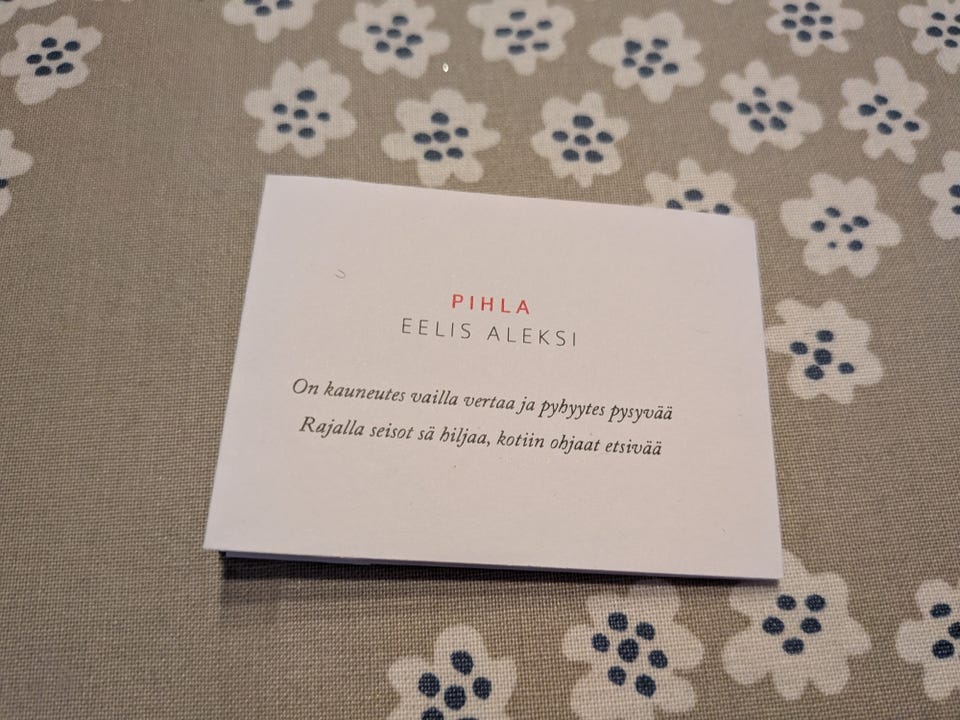 PIHLA
EELIS ALEKSI
On kauneutes vailla vertaa ja pyhyytes pysyvää
Rajalla seisot sä hiljaa, kotiin ohjaat etsivää